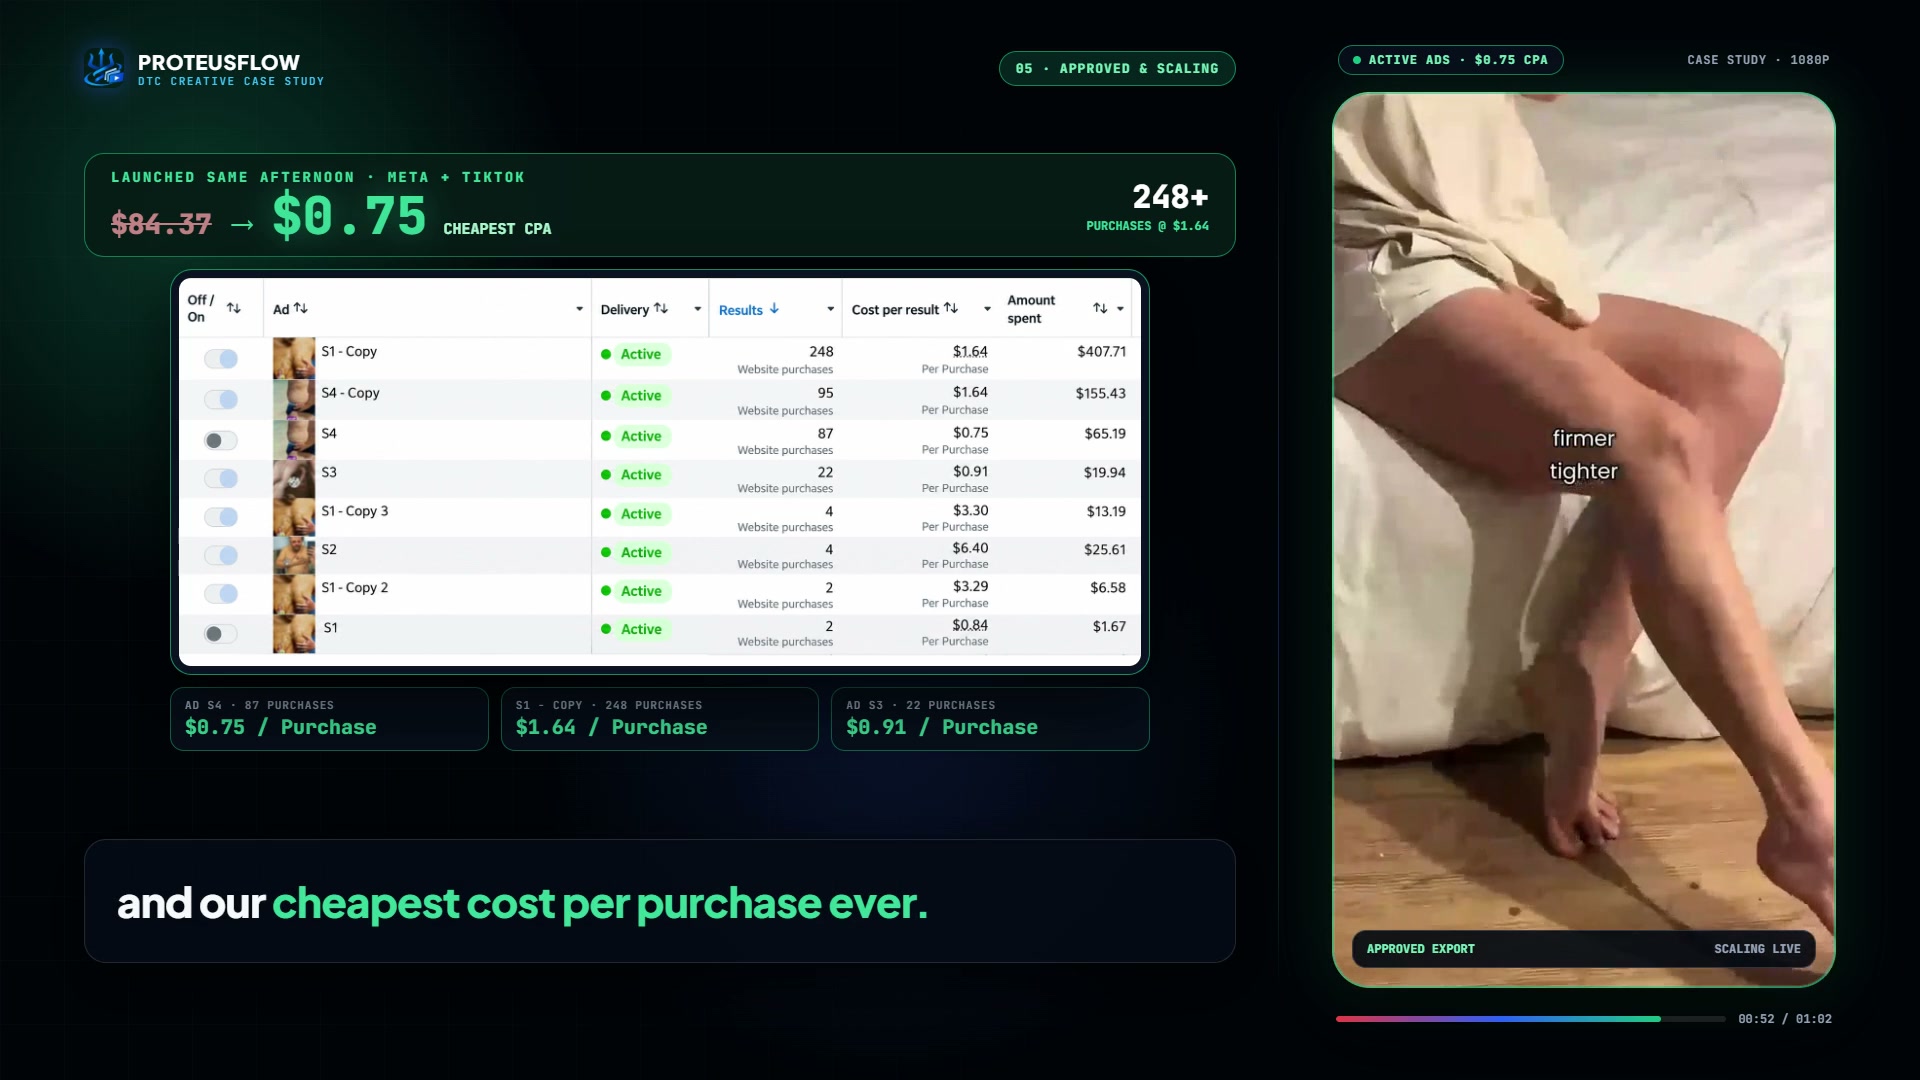 PROTEUSFLOW
DTC CREATIVE CASE STUDY
05 · APPROVED & SCALING
LAUNCHED SAME AFTERNOON · META + TIKTOK
$84.37 → $0.75 CHEAPEST CPA
248+
PURCHASES @ $1.64
Off / On Ad Delivery Results Cost per result Amount spent
S1 - Copy Active 248 $1.64 $407.71
Website purchases Per Purchase
S4 - Copy Active 95 $1.64 $155.43
Website purchases Per Purchase
S4 Active 87 $0.75 $65.19
Website purchases Per Purchase
S3 Active 22 $0.91 $19.94
Website purchases Per Purchase
S1 - Copy 3 Active 4 $3.30 $13.19
Website purchases Per Purchase
S2 Active 4 $6.40 $25.61
Website purchases Per Purchase
S1 - Copy 2 Active 2 $3.29 $6.58
Website purchases Per Purchase
S1 Active 2 $0.84 $1.67
Website purchases Per Purchase
AD S4 · 87 PURCHASES
$0.75 / Purchase
S1 - COPY · 248 PURCHASES
$1.64 / Purchase
AD S3 · 22 PURCHASES
$0.91 / Purchase
and our cheapest cost per purchase ever.
ACTIVE ADS · $0.75 CPA
CASE STUDY · 1080P
firmer
tighter
APPROVED EXPORT
SCALING LIVE
00:52 / 01:02